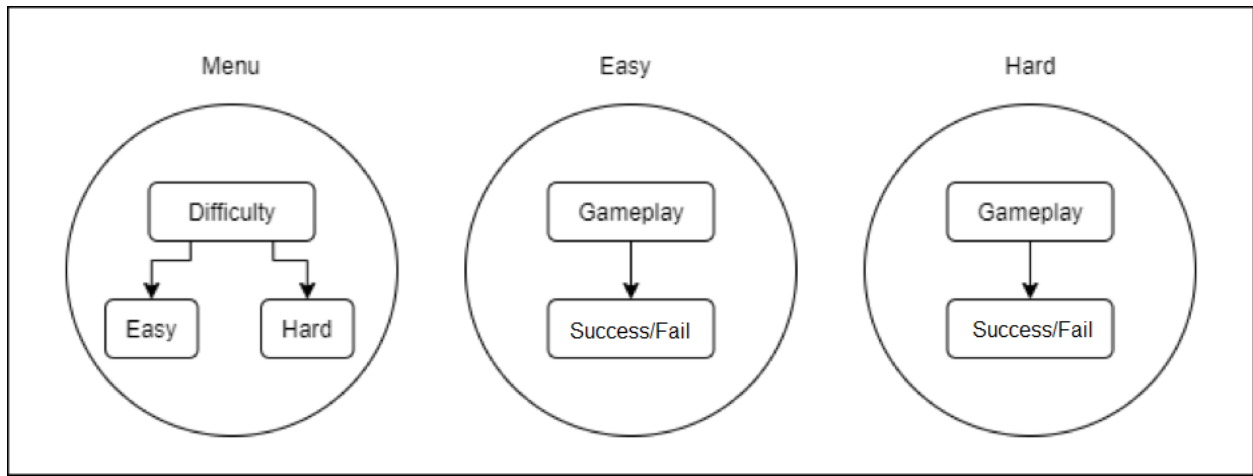 Menu
Easy
Hard
Difficulty
Easy
Hard
Gameplay
Success/Fail
Gameplay
Success/Fail